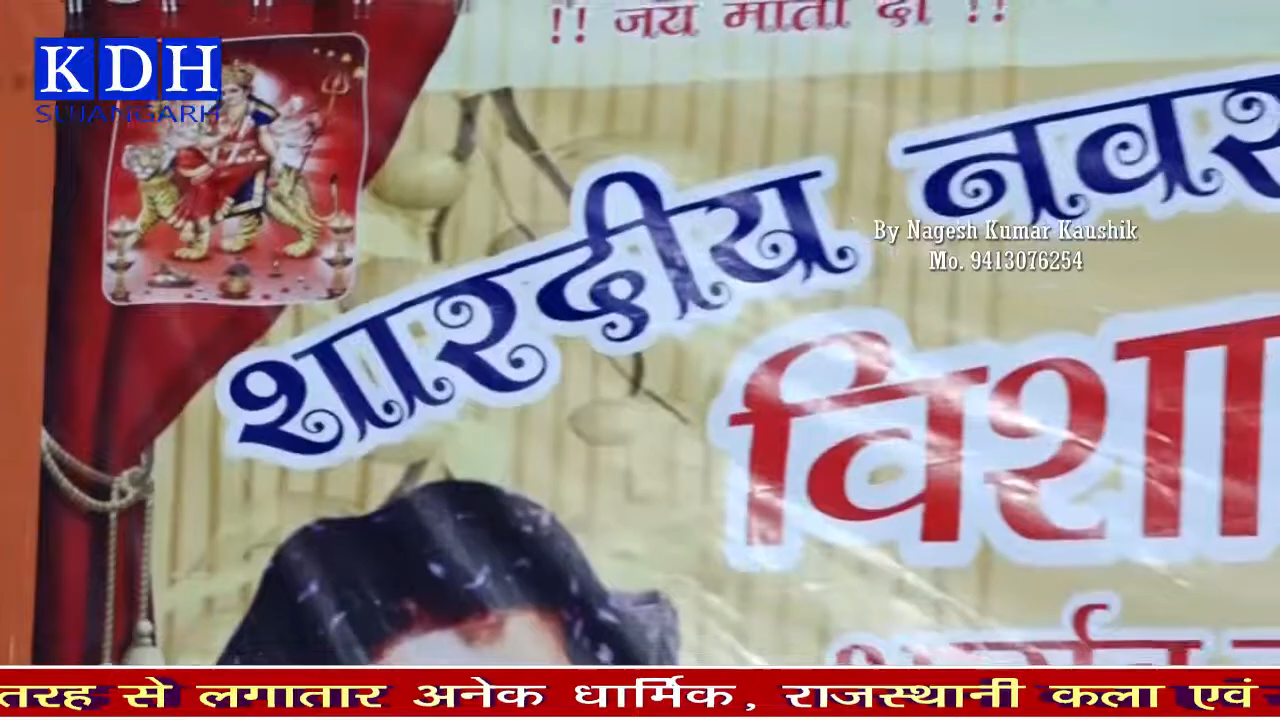 !! जय माता दी !!
KDH
SUJANGARH
शारदीय नवर
By Nagesh Kumar Kaushik
Mo. 9413076254
विशा
तरह से लगातार अनेक धार्मिक, राजस्थानी कला एवं